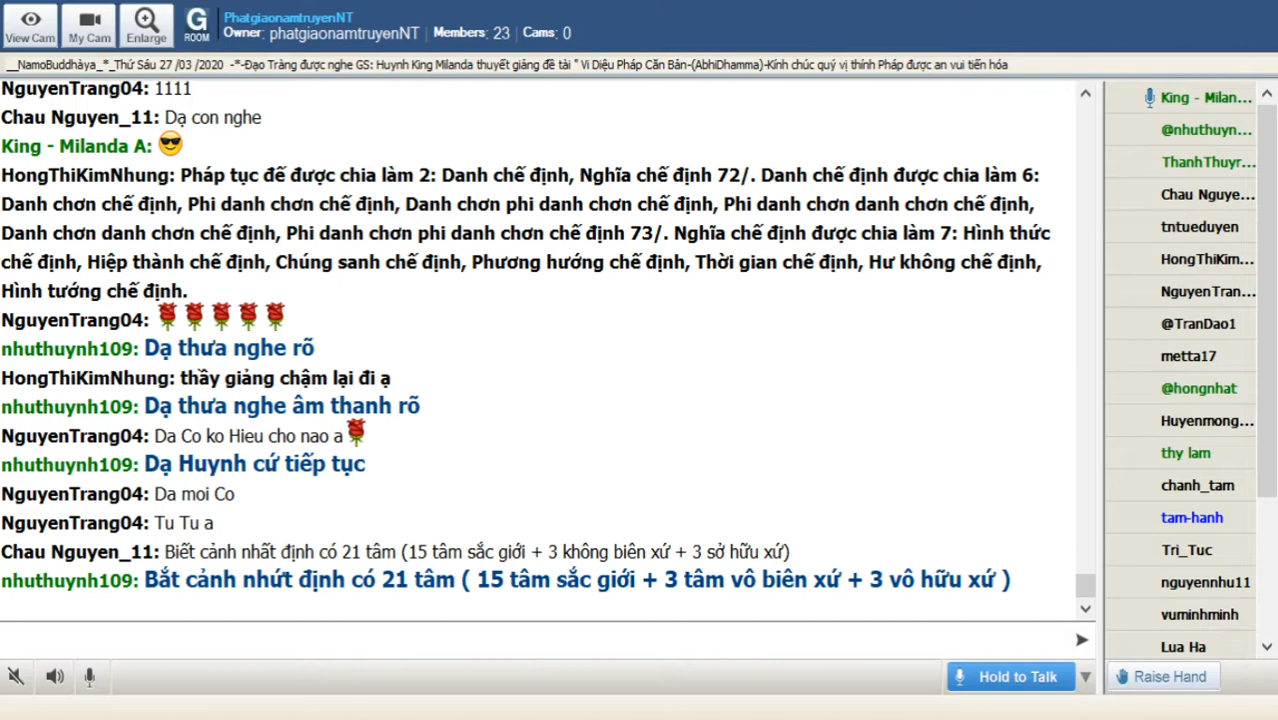 View Cam
My Cam
Enlarge
G
ROOM
PhatgiaonamtruyenNT
Owner: phatgiaonamtruyenNT | Members: 23 | Cams: 0
__NamoBuddhàya_*_Thứ Sáu 27 /03 /2020 -*-Đạo Tràng được nghe GS: Huynh King Milanda thuyết giảng đề tài " Vi Diệu Pháp Căn Bản-(AbhiDhamma)-Kính chúc quý vị thính Pháp được an vui tiến hóa
NguyenTrang04: 1111
Chau Nguyen_11: Dạ con nghe
King - Milanda A:
HongThiKimNhung: Pháp tục đế được chia làm 2: Danh chế định, Nghĩa chế định 72/. Danh chế định được chia làm 6:
Danh chơn chế định, Phi danh chơn chế định, Danh chơn phi danh chơn chế định, Phi danh chơn danh chơn chế định,
Danh chơn danh chơn chế định, Phi danh chơn phi danh chơn chế định 73/. Nghĩa chế định được chia làm 7: Hình thức
chế định, Hiệp thành chế định, Chúng sanh chế định, Phương hướng chế định, Thời gian chế định, Hư không chế định,
Hình tướng chế định.
NguyenTrang04:
nhuthuynh109: Dạ thưa nghe rõ
HongThiKimNhung: thầy giảng chậm lại đi ạ
nhuthuynh109: Dạ thưa nghe âm thanh rõ
NguyenTrang04: Da Co ko Hieu cho nao a
nhuthuynh109: Dạ Huynh cứ tiếp tục
NguyenTrang04: Da moi Co
NguyenTrang04: Tu Tu a
Chau Nguyen_11: Biết cảnh nhất định có 21 tâm (15 tâm sắc giới + 3 không biên xứ + 3 sở hữu xứ)
nhuthuynh109: Bắt cảnh nhứt định có 21 tâm ( 15 tâm sắc giới + 3 tâm vô biên xứ + 3 vô hữu xứ )
King - Milan...
@nhuthuyn...
ThanhThuyr...
Chau Nguye...
tntueduyen
HongThiKim...
NguyenTran...
@TranDao1
metta17
@hongnhat
Huyenmong...
thy lam
chanh_tam
tam-hanh
Tri_Tuc
nguyennhu11
vuminhminh
Lua Ha
Hold to Talk
Raise Hand